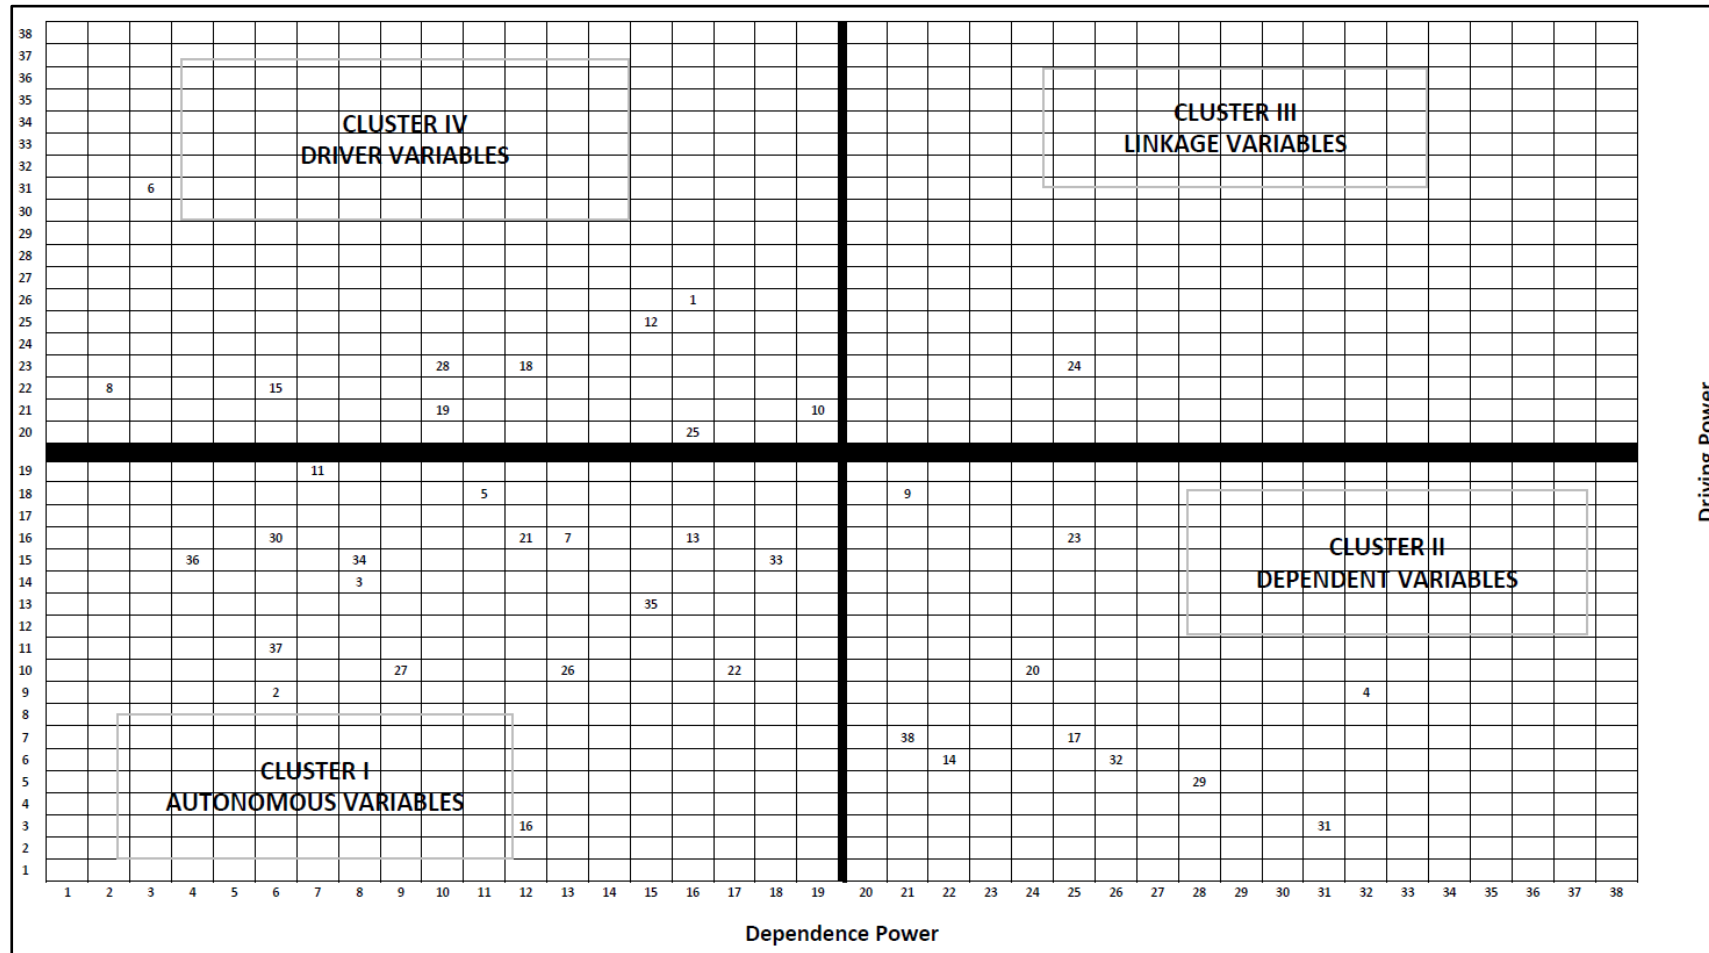 38
37
36
35
CLUSTER III
34
CLUSTER IV
33
LINKAGE VARIABLES
DRIVER VARIABLES
32
31 6
30
29
28
27
26 1
25 12
24
23 28 18 24
22 8 15
21 19 10
20 25
Driving Power
19 11
18 5 9
17
16 30 21 7 13 23
CLUSTER II
15 36 34 33
DEPENDENT VARIABLES
14 3
13 35
12
11 37
10 27 26 22 20
9 2 4
8
7 38 17
6 14 32
CLUSTER I
5 29
4
AUTONOMOUS VARIABLES
3 16 31
2
1
1 2 3 4 5 6 7 8 9 10 11 12 13 14 15 16 17 18 19 20 21 22 23 24 25 26 27 28 29 30 31 32 33 34 35 36 37 38
Dependence Power